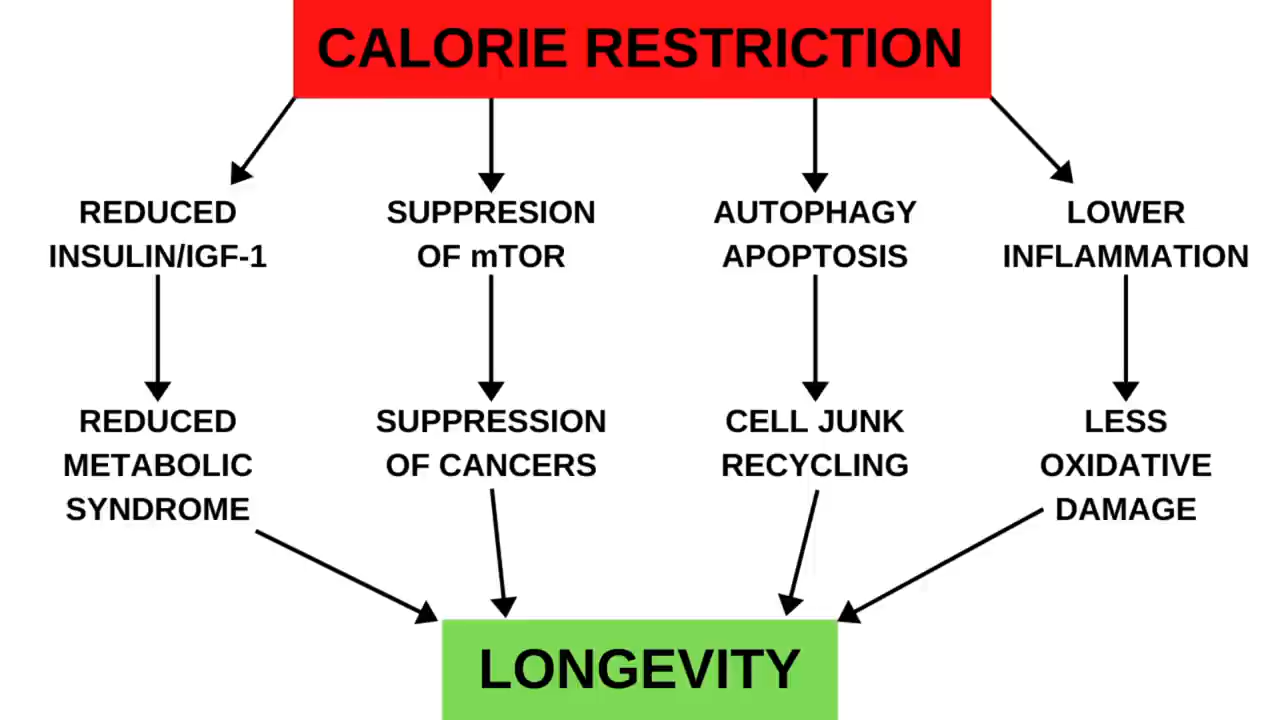 CALORIE RESTRICTION
REDUCED
INSULIN/IGF-1
SUPPRESION
OF mTOR
AUTOPHAGY
APOPTOSIS
LOWER
INFLAMMATION
REDUCED
METABOLIC
SYNDROME
SUPPRESSION
OF CANCERS
CELL JUNK
RECYCLING
LESS
OXIDATIVE
DAMAGE
LONGEVITY